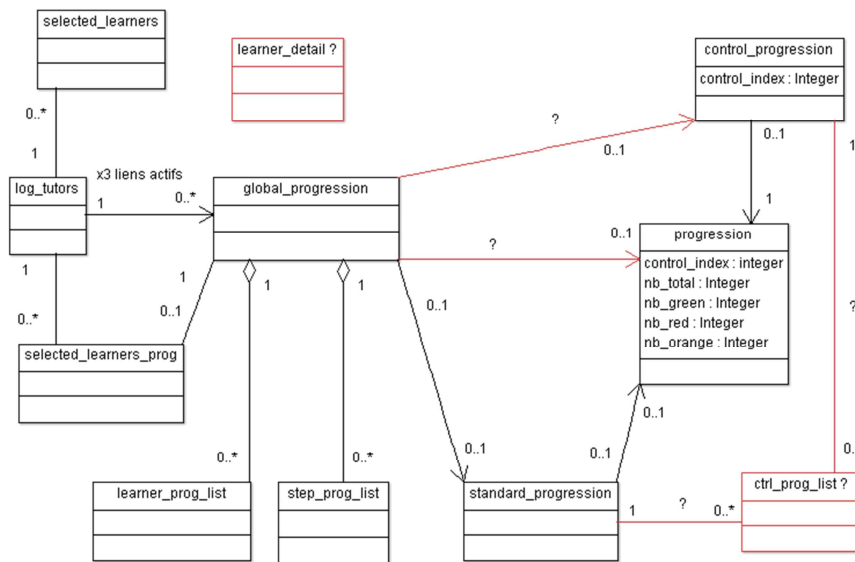 selected_learners
learner_detail ?
control_progression
control_index : Integer
0..*
1
?
0..1
0..1
1
x3 liens actifs
log_tutors
1
0..*
global_progression
1
progression
control_index : integer
nb_total : Integer
nb_green : Integer
nb_red : Integer
nb_orange : Integer
?
0..1
1
0..*
1
0..1
1
1
0..1
?
selected_learners_prog
0..1
0..*
0..*
0..1
0..1
0..
learner_prog_list
step_prog_list
standard_progression
1
?
0..*
ctrl_prog_list ?